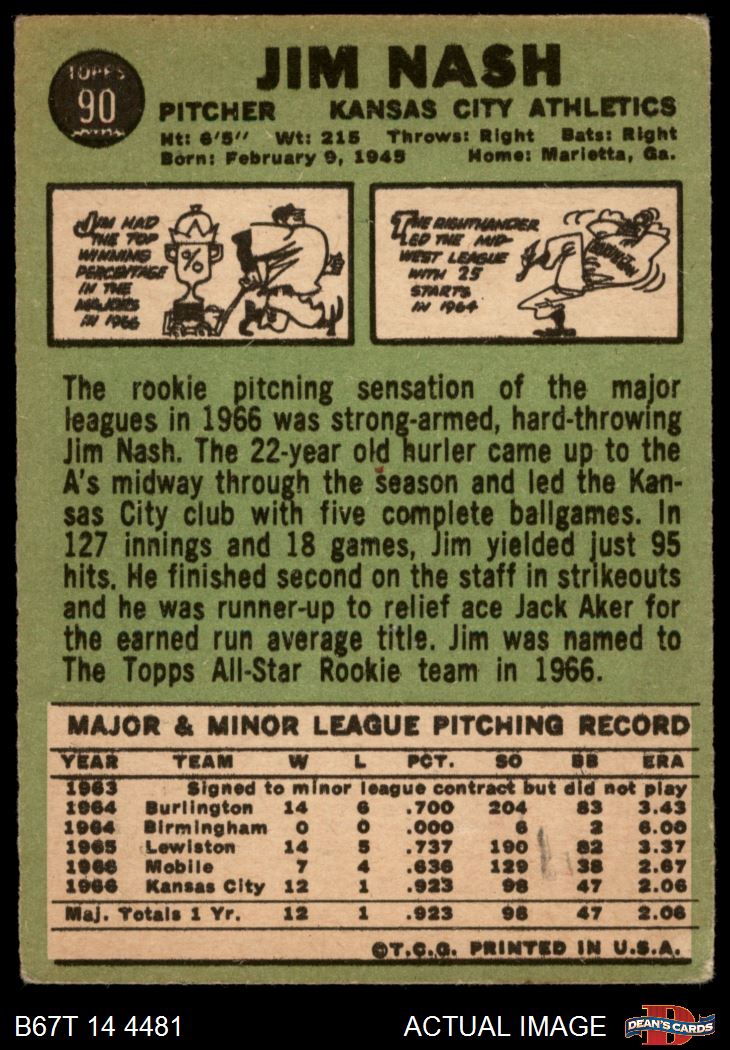 TOPPS
90
JIM NASH
PITCHER KANSAS CITY ATHLETICS
Ht: 6'5" Wt: 215 Throws: Right Bats: Right
Born: February 9, 1945 Home: Marietta, Ga.
JIM HAD
THE TOP
WINNING
PERCENTAGE
IN THE
MAJORS
IN 1966
%
THE RIGHTHANDER
LED THE MID-
WEST LEAGUE
WITH 25
STARTS
IN 1964
BURLINGTON
The rookie pitching sensation of the major
leagues in 1966 was strong-armed, hard-throwing
Jim Nash. The 22-year old hurler came up to the
A's midway through the season and led the Kan-
sas City club with five complete ballgames. In
127 innings and 18 games, Jim yielded just 95
hits. He finished second on the staff in strikeouts
and he was runner-up to relief ace Jack Aker for
the earned run average title. Jim was named to
The Topps All-Star Rookie team in 1966.
MAJOR & MINOR LEAGUE PITCHING RECORD
YEAR TEAM W L PCT. SO BB ERA
1963 Signed to minor league contract but did not play
1964 Burlington 14 6 .700 204 83 3.43
1964 Birmingham 0 0 .000 6 2 6.00
1965 Lewiston 14 5 .737 190 82 3.37
1966 Mobile 7 4 .636 129 38 2.67
1966 Kansas City 12 1 .923 98 47 2.06
Maj. Totals 1 Yr. 12 1 .923 98 47 2.06
©T.C.G. PRINTED IN U.S.A.
B67T 14 4481 ACTUAL IMAGE
D
DEAN'S CARDS